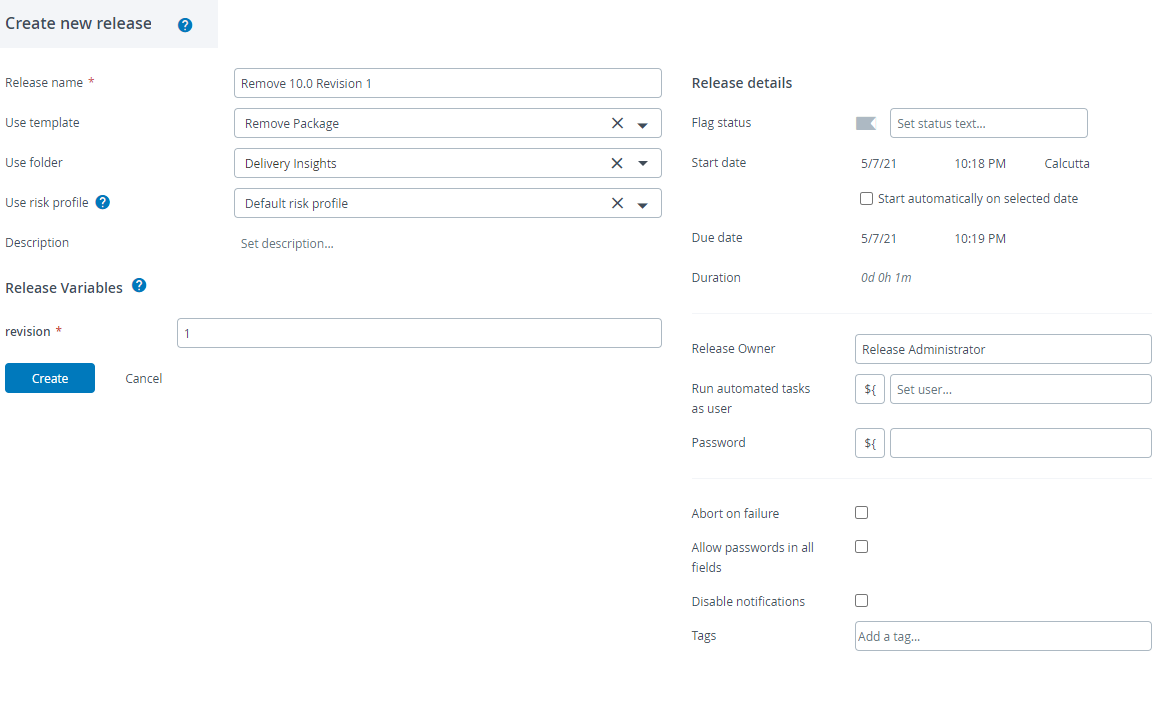 Create new release ?
Release name *
Remove 10.0 Revision 1
Use template
Remove Package
Use folder
Delivery Insights
Use risk profile ?
Default risk profile
Description
Set description...
Release Variables ?
revision *
1
Create
Cancel
Release details
Flag status
Set status text...
Start date
5/7/21 10:18 PM Calcutta
Start automatically on selected date
Due date
5/7/21 10:19 PM
Duration
0d 0h 1m
Release Owner
Release Administrator
Run automated tasks
as user
${
Set user...
Password
${
Abort on failure
Allow passwords in all
fields
Disable notifications
Tags
Add a tag...